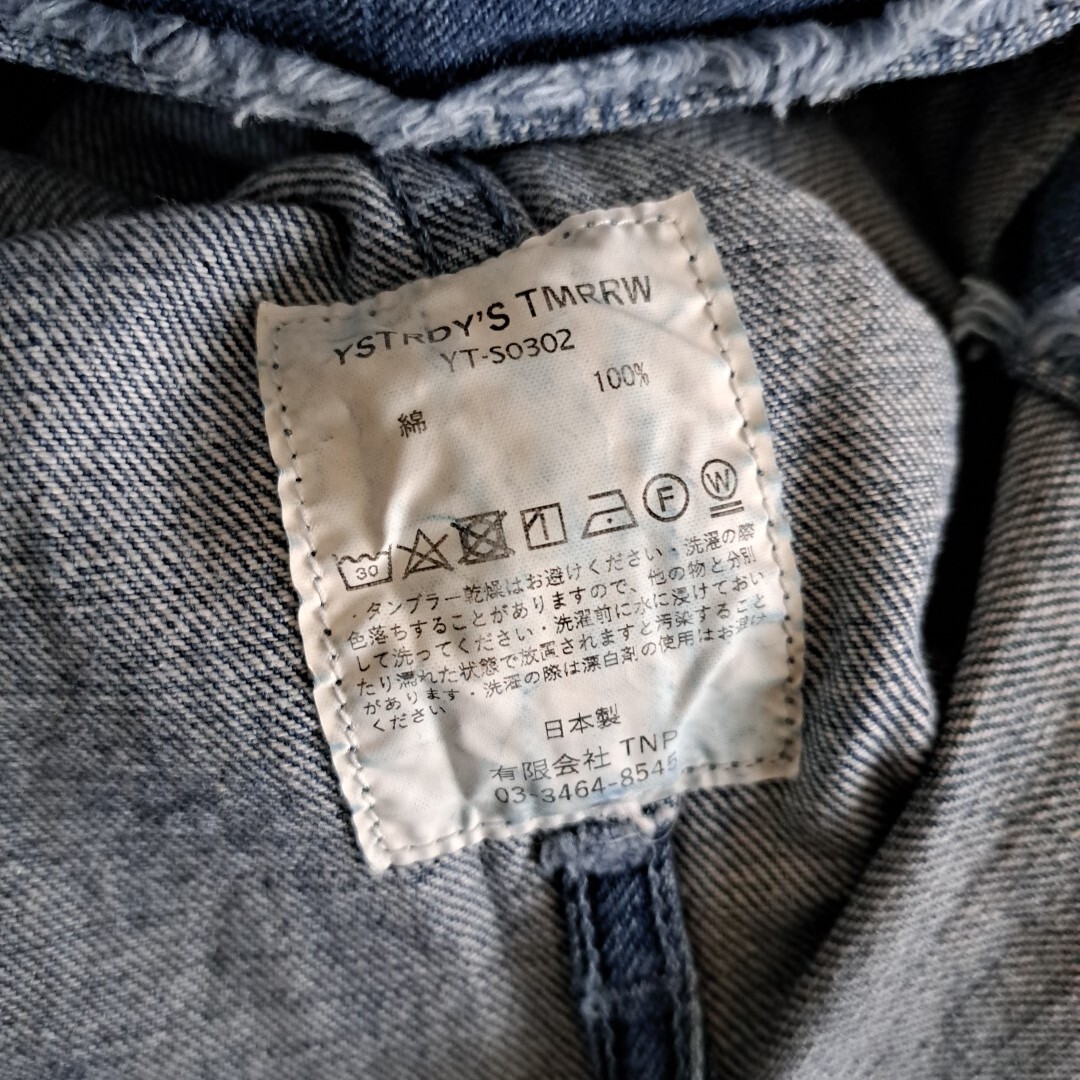 YSTRDY'S TMRRW
YT-S0302
綿 100%
30 F W
・タンブラー乾燥はお避けください・洗濯の際
色落ちすることがありますので、他の物と分別
して洗ってください・洗濯前に水に浸けておい
たり濡れた状態で放置されますと汚染すること
があります・洗濯の際は漂白剤の使用はお避け
ください
日本製
有限会社 TNP
03-3464-8545